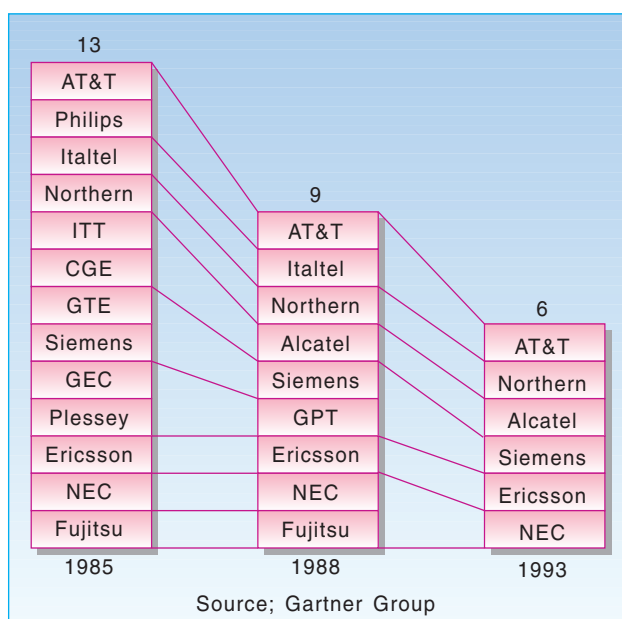 13
AT&T
Philips
Italtel
Northern
ITT
CGE
GTE
Siemens
GEC
Plessey
Ericsson
NEC
Fujitsu
1985
9
AT&T
Italtel
Northern
Alcatel
Siemens
GPT
Ericsson
NEC
Fujitsu
1988
6
AT&T
Northern
Alcatel
Siemens
Ericsson
NEC
1993
Source; Gartner Group